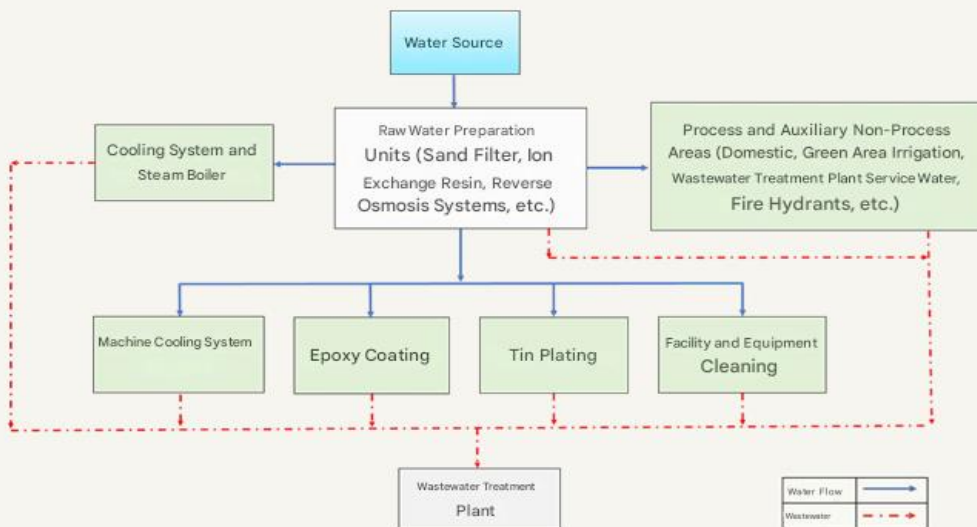 Water Source
Raw Water Preparation
Units (Sand Filter, Ion
Exchange Resin, Reverse
Osmosis Systems, etc.)
Cooling System and
Steam Boiler
Process and Auxiliary Non-Process
Areas (Domestic, Green Area Irrigation,
Wastewater Treatment Plant Service Water,
Fire Hydrants, etc.)
Machine Cooling System
Epoxy Coating
Tin Plating
Facility and Equipment
Cleaning
Wastewater Treatment
Plant
Water Flow
Wastewater